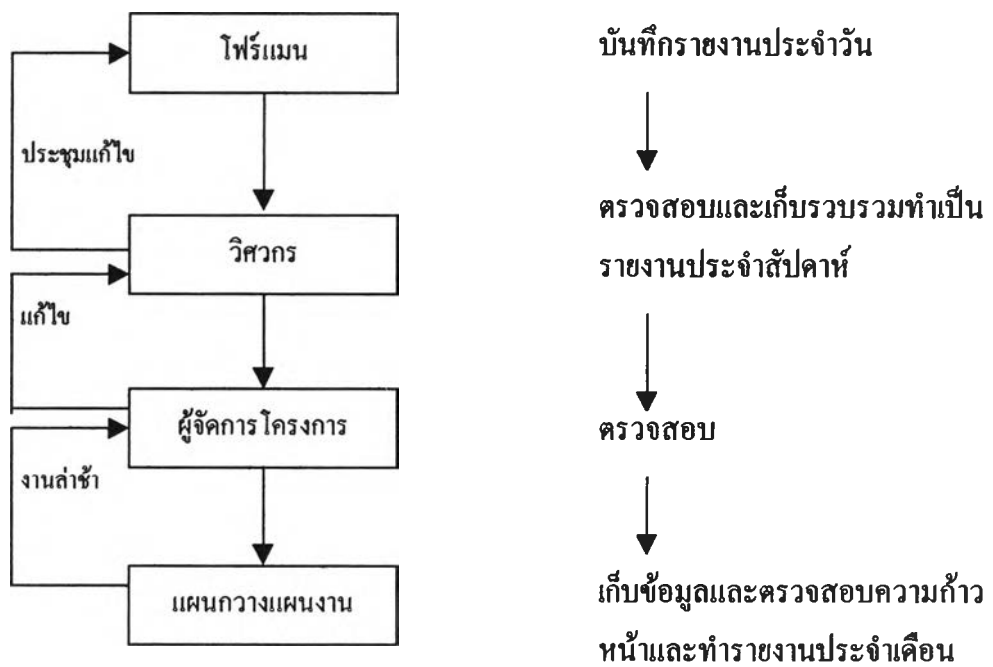 โฟร์แมน
บันทึกรายงานประจำวัน
ประชุมแก้ไข
วิศวกร
ตรวจสอบและเก็บรวบรวมทำเป็น
รายงานประจำสัปดาห์
แก้ไข
ผู้จัดการโครงการ
ตรวจสอบ
งานล่าช้า
แผนกวางแผนงาน
เก็บข้อมูลและตรวจสอบความก้าว
หน้าและทำรายงานประจำเดือน